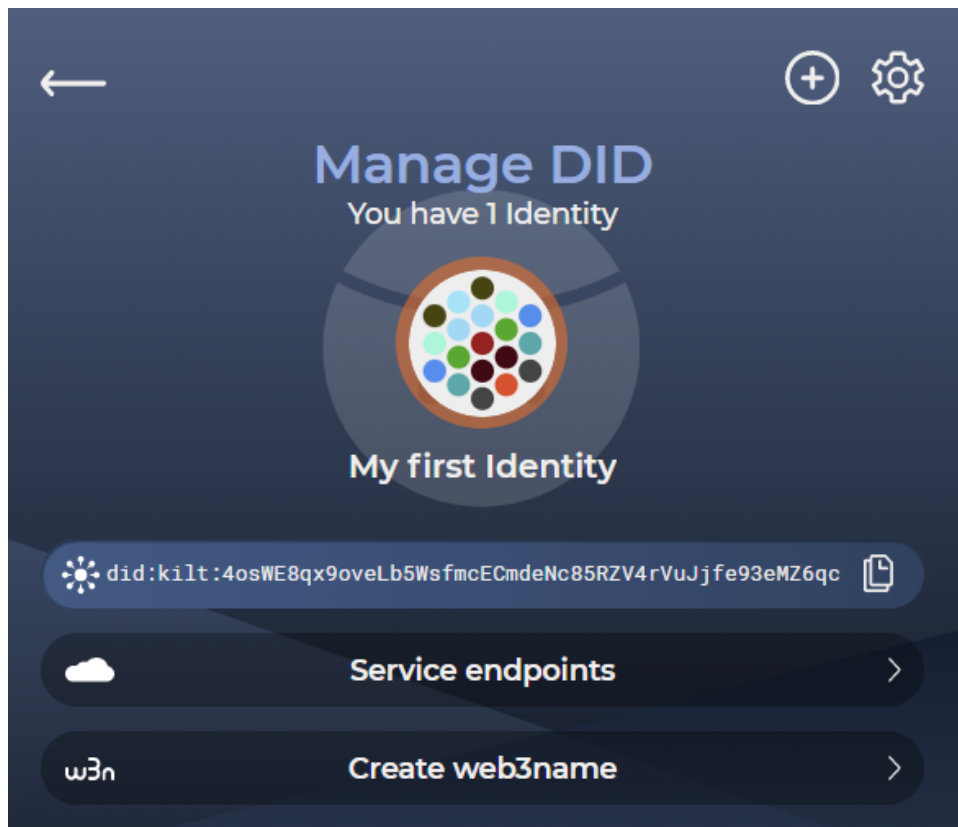 Manage DID
You have 1 Identity
My first Identity
did:kilt:4osWE8qx9oveLb5WsfmcECmdeNc85RZV4rVuJjfe93eMZ6qc
Service endpoints
w3n Create web3name